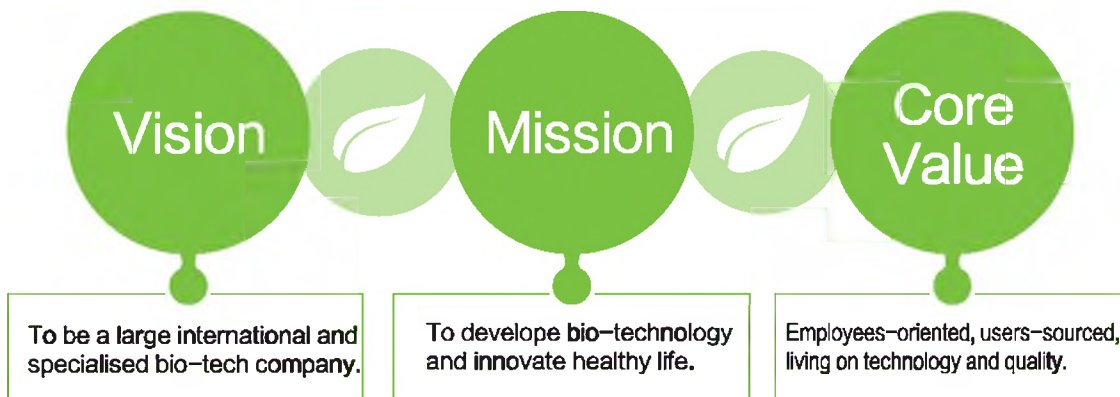 Vision
Mission
Core
Value
To be a large international and
specialised bio-tech company.
To develope bio-technology
and innovate healthy life.
Employees-oriented, users-sourced,
living on technology and quality.